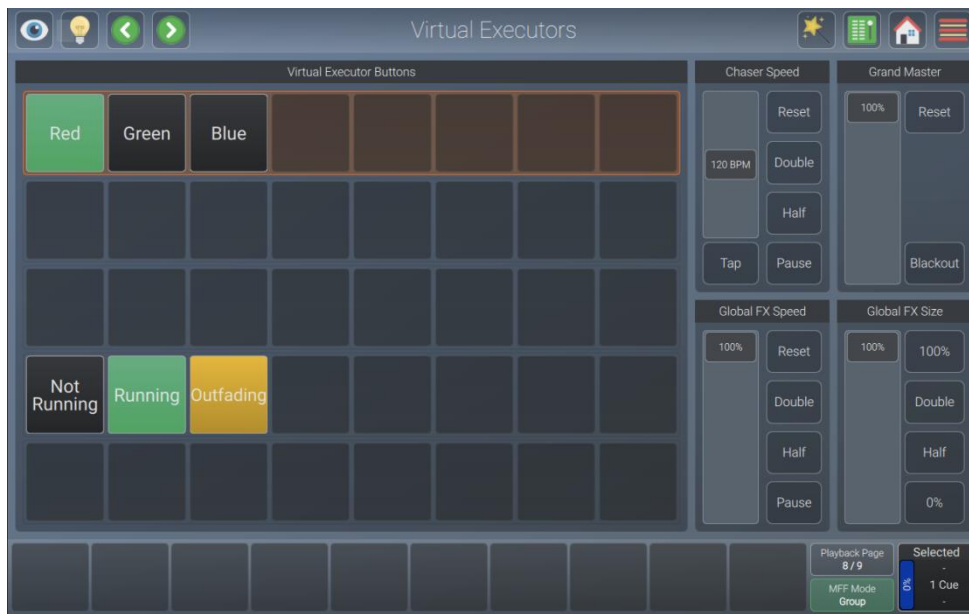 Virtual Executors
Virtual Executor Buttons
Red
Green
Blue
Not
Running
Running
Outfading
Chaser Speed
120 BPM
Reset
Double
Half
Tap
Pause
Grand Master
100%
Reset
Blackout
Global FX Speed
100%
Reset
Double
Half
Pause
Global FX Size
100%
100%
Double
Half
0%
Playback Page
8 / 9
MFF Mode
Group
0%
Selected
-
1 Cue
-